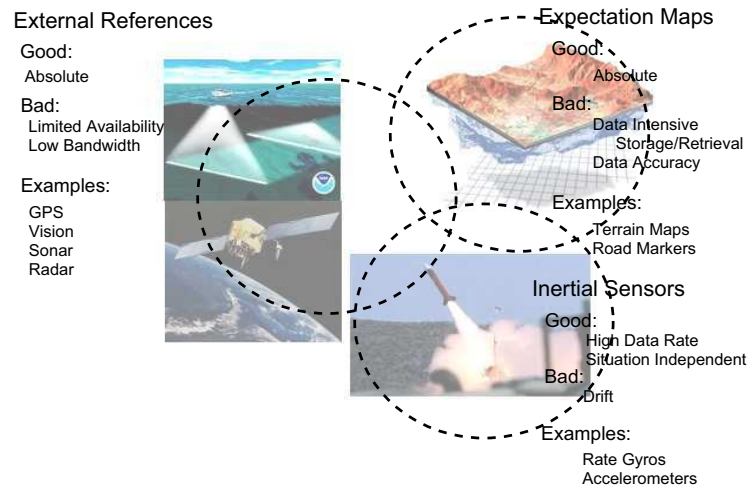 External References
Good:
Absolute
Bad:
Limited Availability
Low Bandwidth
Examples:
GPS
Vision
Sonar
Radar
Expectation Maps
Good:
Absolute
Bad:
Data Intensive
Storage/Retrieval
Data Accuracy
Examples:
Terrain Maps
Road Markers
Inertial Sensors
Good:
High Data Rate
Situation Independent
Bad:
Drift
Examples:
Rate Gyros
Accelerometers